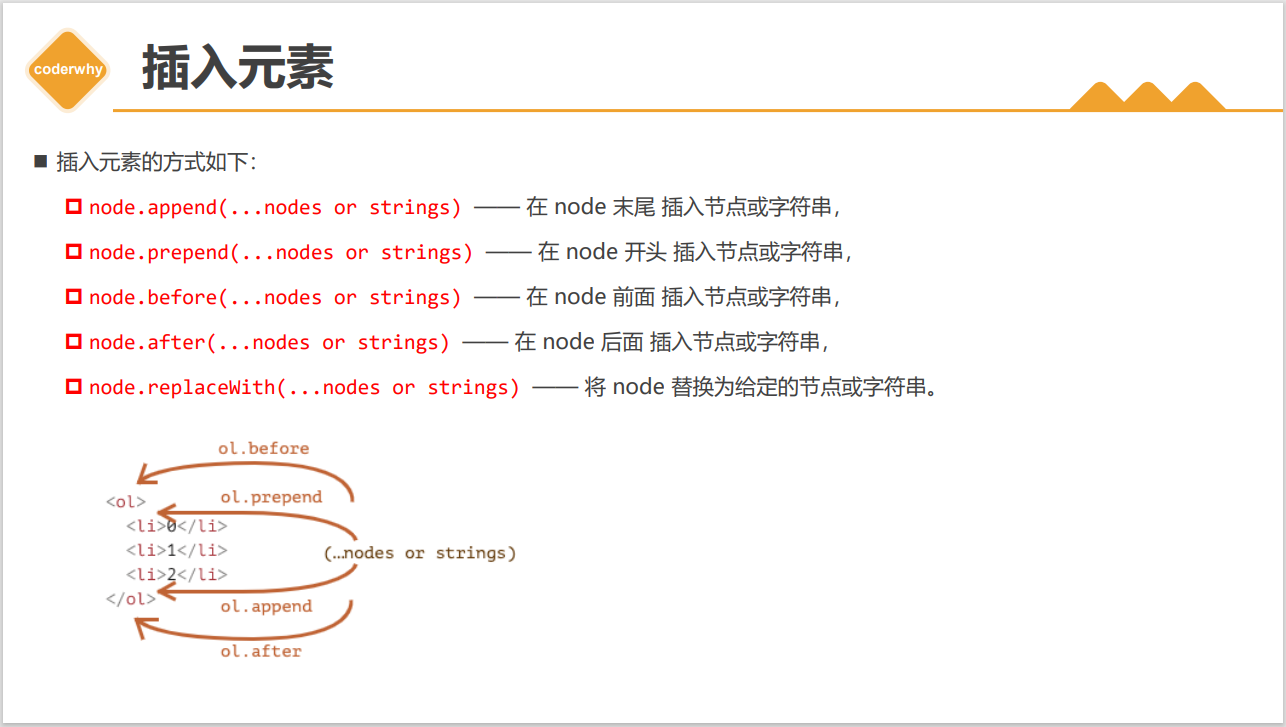 coderwhy
插入元素
插入元素的方式如下：
node.append(...nodes or strings) —— 在 node 末尾 插入节点或字符串，
node.prepend(...nodes or strings) —— 在 node 开头 插入节点或字符串，
node.before(...nodes or strings) —— 在 node 前面 插入节点或字符串，
node.after(...nodes or strings) —— 在 node 后面 插入节点或字符串，
node.replaceWith(...nodes or strings) —— 将 node 替换为给定的节点或字符串。
ol.before
ol.prepend
<ol>
<li>0</li>
<li>1</li>
<li>2</li>
</ol>
(…nodes or strings)
ol.append
ol.after